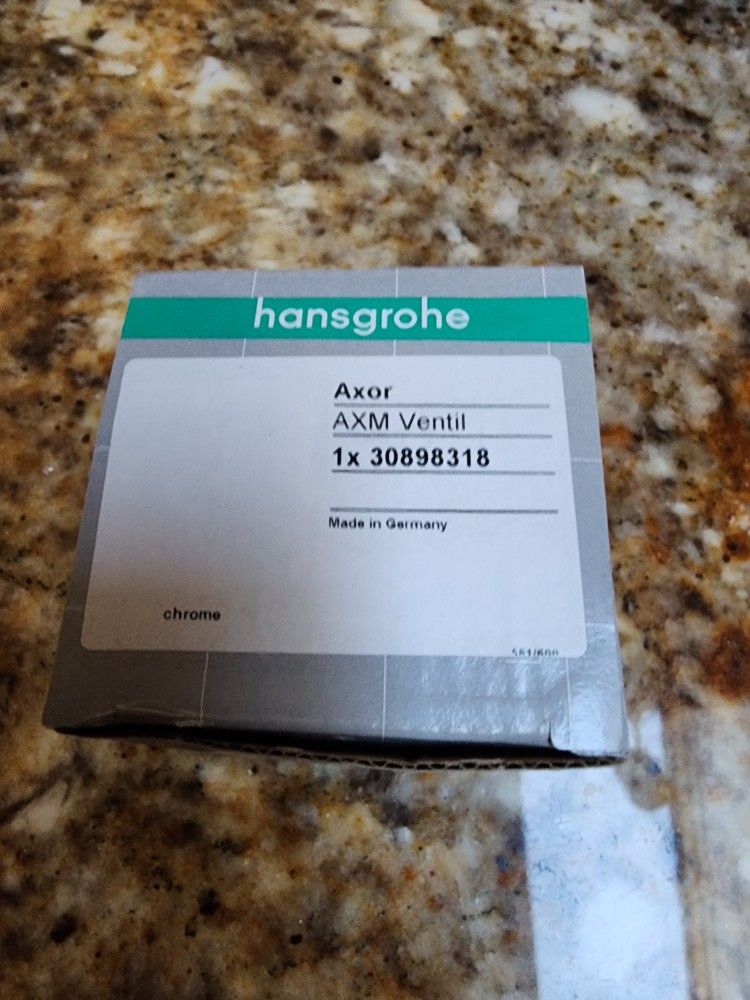 hansgrohe
Axor
AXM Ventil
1x 30898318
Made in Germany
chrome